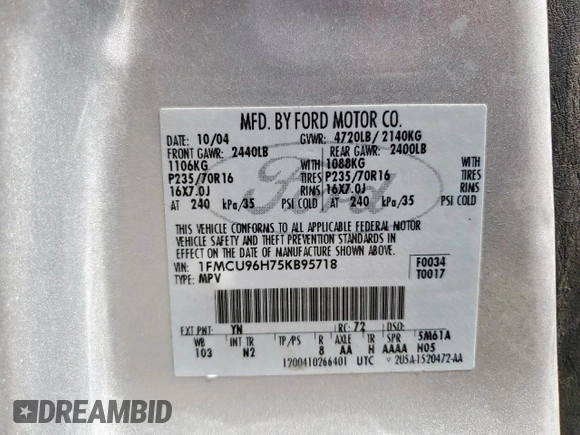 MFD. BY FORD MOTOR CO.
DATE: 10/04 GVWR: 4720LB/2140KG
FRONT GAWR: 2440LB REAR GAWR: 2400LB
1106KG WITH 1088KG WITH
P235/70R16 TIRES P235/70R16 TIRES
16X7.0J RIMS 16X7.0J RIMS
AT 240 kPa/35 PSI COLD AT 240 kPa/35 PSI COLD
Ford
THIS VEHICLE CONFORMS TO ALL APPLICABLE FEDERAL MOTOR
VEHICLE SAFETY AND THEFT PREVENTION STANDARDS IN
EFFECT ON THE DATE OF MANUFACTURE SHOWN ABOVE.
VIN: 1FMCU96H75KB95718 F0034
TYPE: MPV T0017
EXT PNT: YN RC: 72 DSO:
WB INT TR TP/PS R AXLE TR SPR 5M61A
103 N2 8 AA H AAAA H05
1200410266401 UTC 2U5A-1520472-AA
DREAMBID